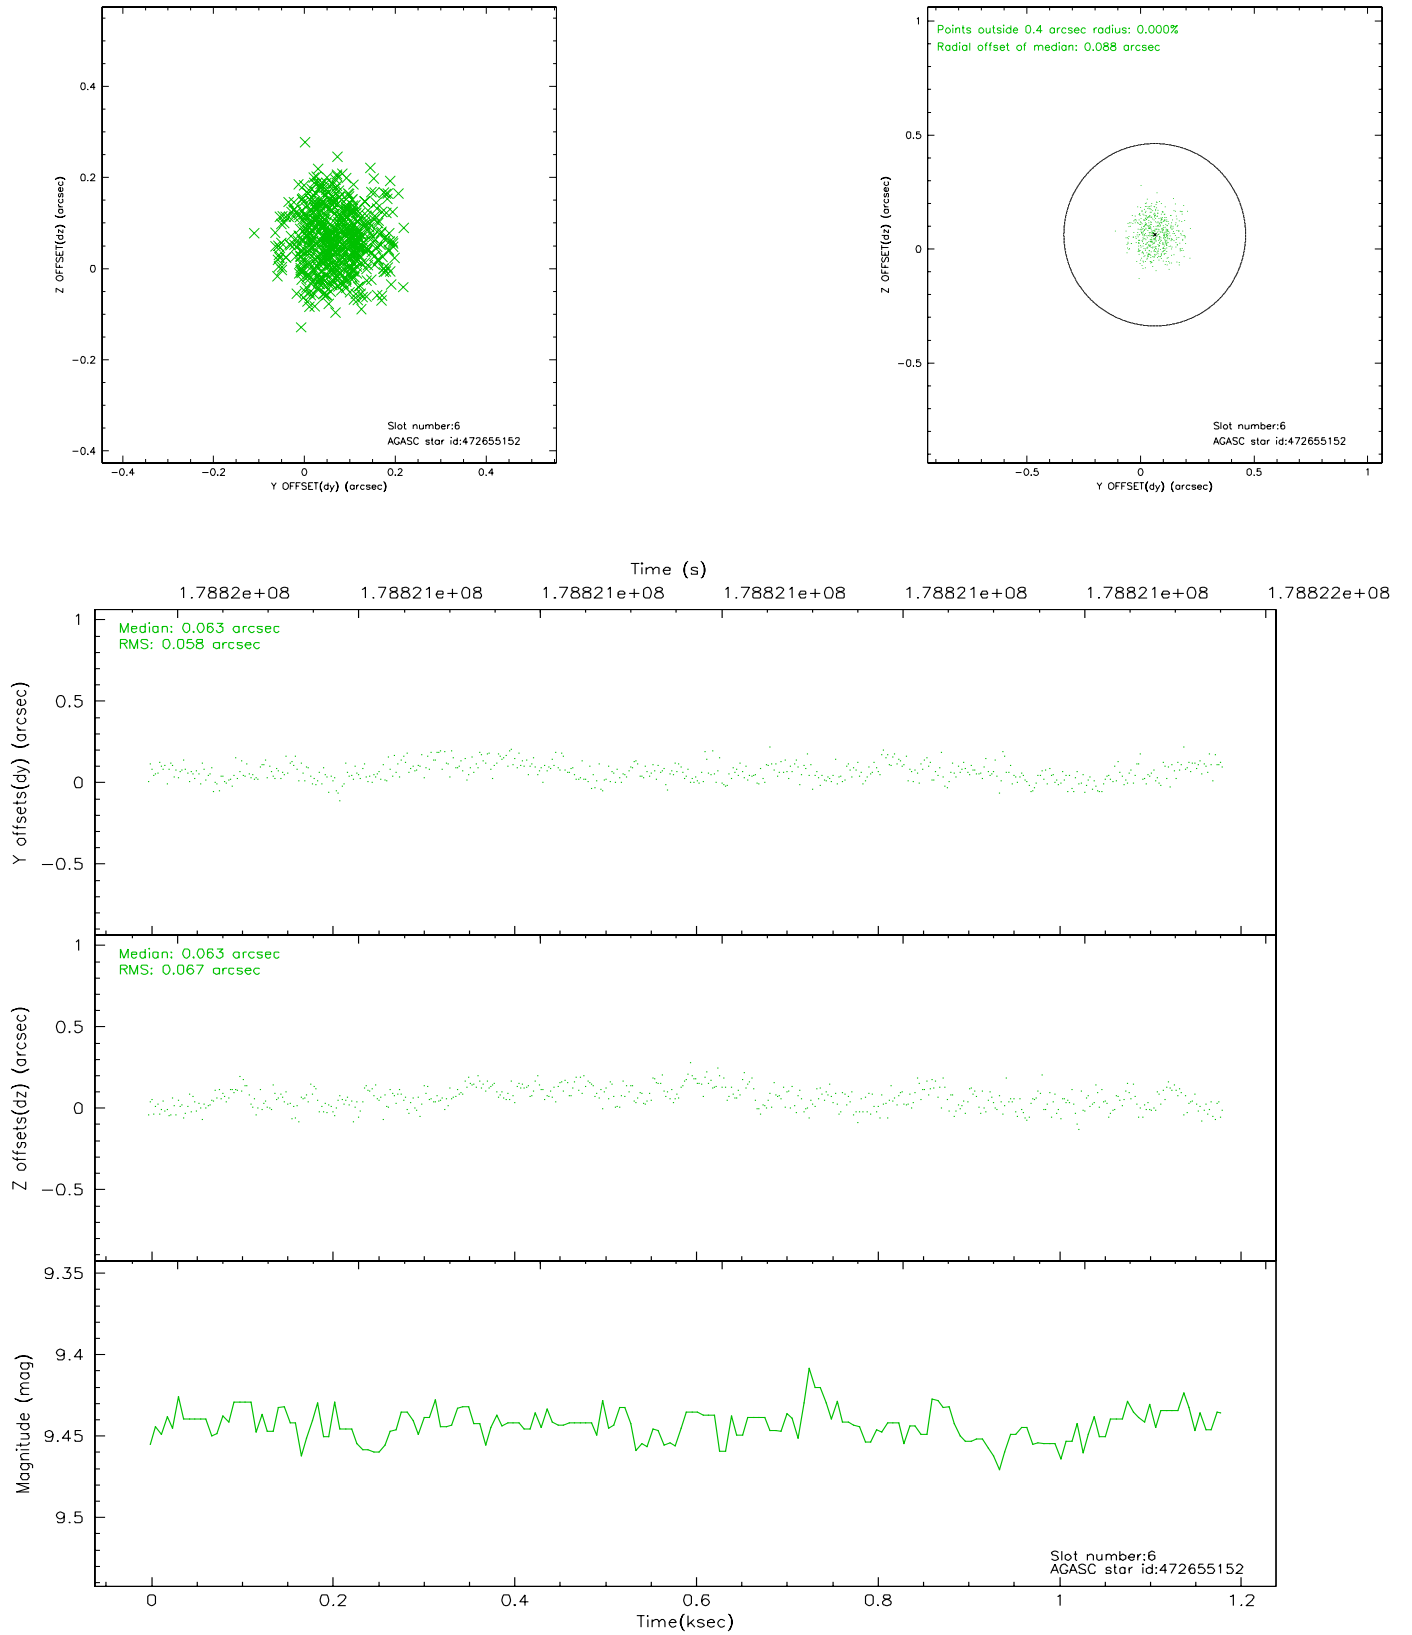 0.4
0.2
0
−0.2
−0.4
Z OFFSET(dz) (arcsec)
Slot number:6
AGASC star id:472655152
−0.4 −0.2 0 0.2 0.4
Y OFFSET(dy) (arcsec)
Points outside 0.4 arcsec radius: 0.000%
Radial offset of median: 0.088 arcsec
1
0.5
0
−0.5
Z OFFSET(dz) (arcsec)
Slot number:6
AGASC star id:472655152
−0.5 0 0.5 1
Y OFFSET(dy) (arcsec)
Time (s)
1.7882e+08 1.78821e+08 1.78821e+08 1.78821e+08 1.78821e+08 1.78821e+08 1.78822e+08
Median: 0.063 arcsec
RMS: 0.058 arcsec
1
0.5
0
−0.5
Y offsets(dy) (arcsec)
Median: 0.063 arcsec
RMS: 0.067 arcsec
1
0.5
0
−0.5
Z offsets(dz) (arcsec)
9.35
9.4
9.45
9.5
Magnitude (mag)
Slot number:6
AGASC star id:472655152
0 0.2 0.4 0.6 0.8 1 1.2
Time(ksec)